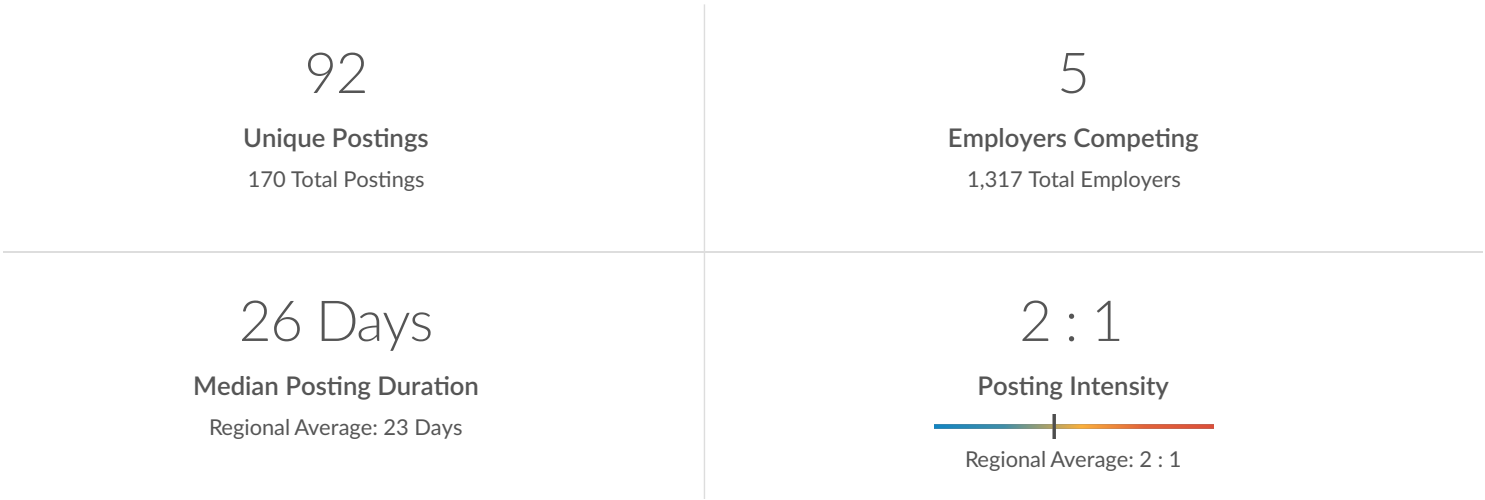 92
Unique Postings
170 Total Postings
5
Employers Competing
1,317 Total Employers
26 Days
Median Posting Duration
Regional Average: 23 Days
2 : 1
Posting Intensity
Regional Average: 2 : 1